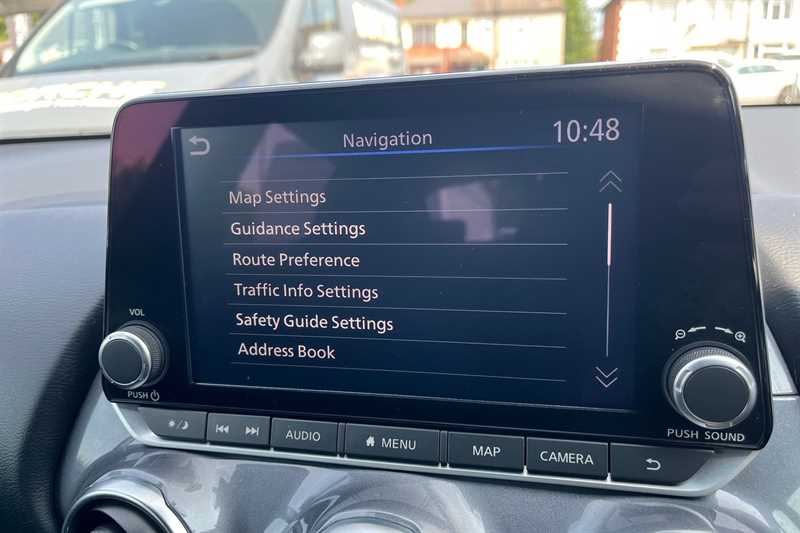 Navigation 10:48
Map Settings
Guidance Settings
Route Preference
Traffic Info Settings
Safety Guide Settings
Address Book
VOL
PUSH
AUDIO
MENU
MAP
CAMERA
PUSH SOUND